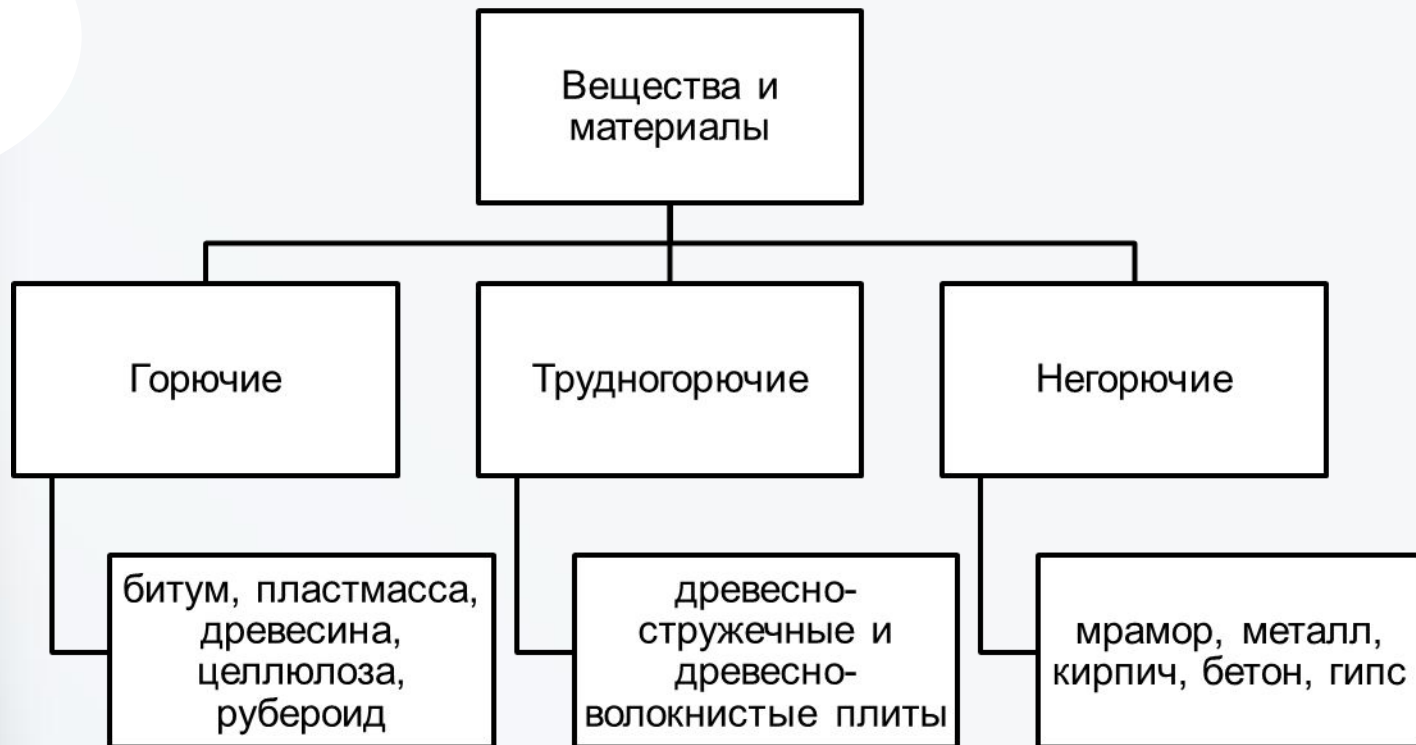 Вещества и
материалы
Горючие
Трудногорючие
Негорючие
битум, пластмасса,
древесина,
целлюлоза,
рубероид
древесно-
стружечные и
древесно-
волокнистые плиты
мрамор, металл,
кирпич, бетон, гипс